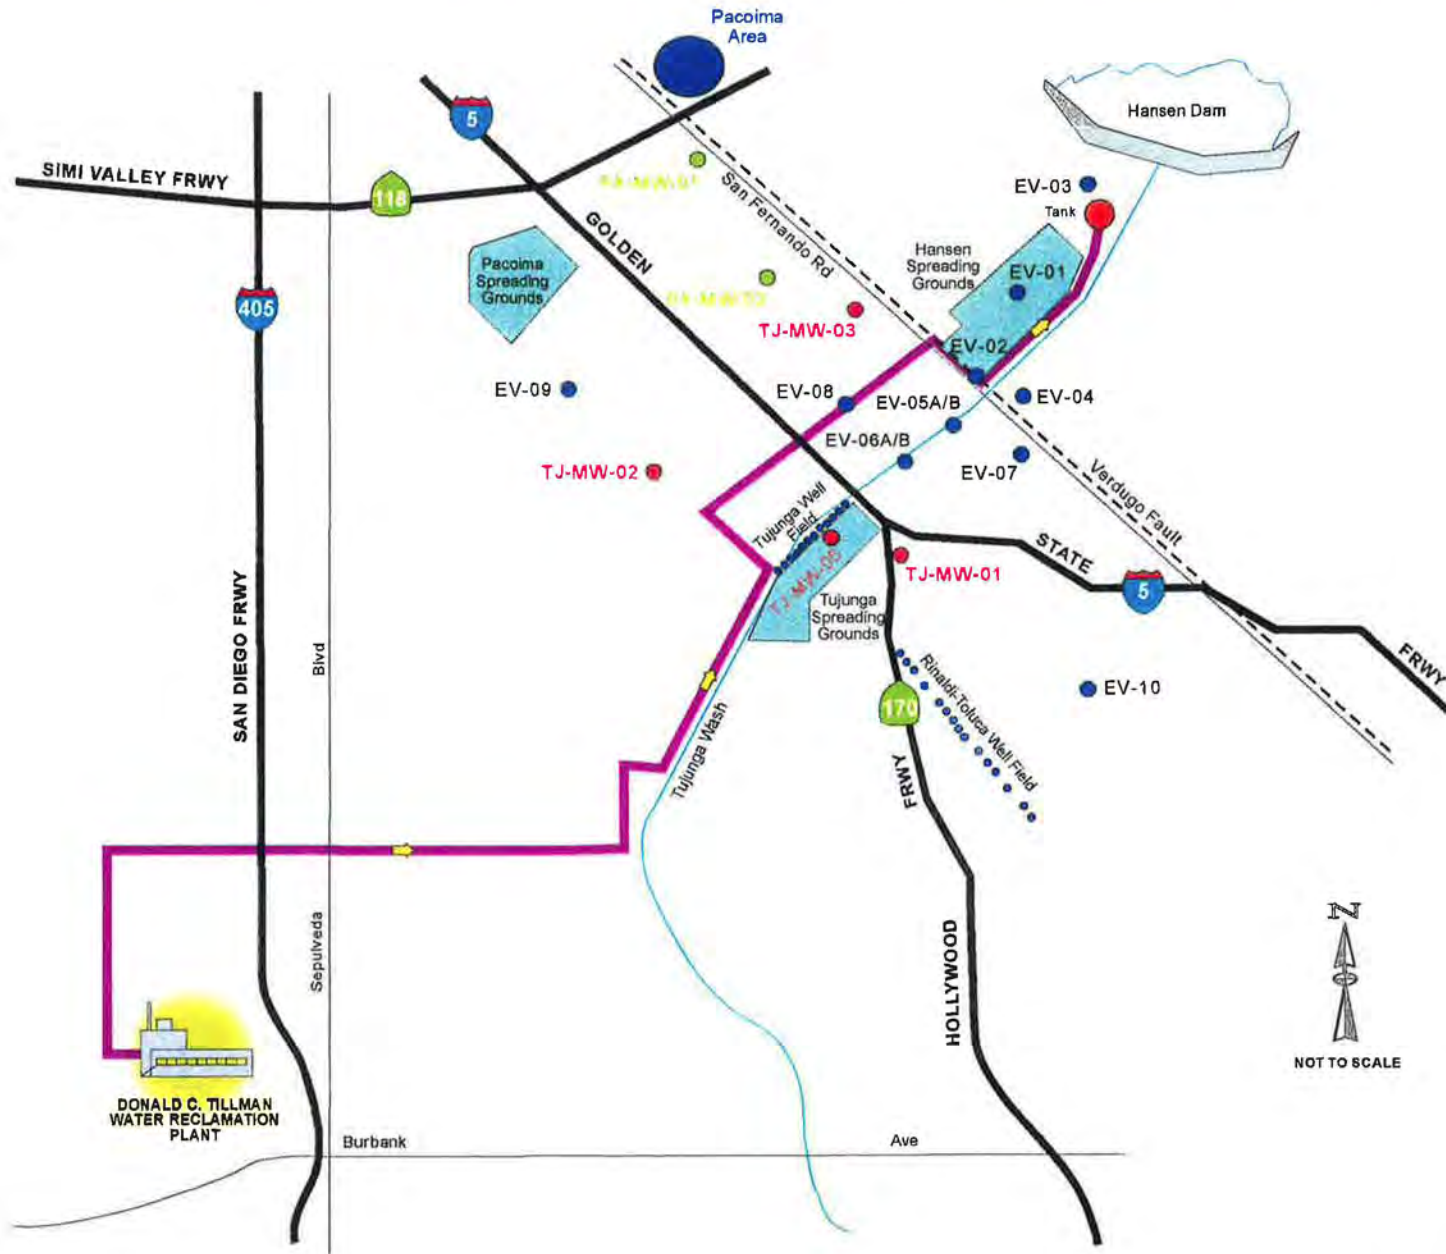 Pacoima
Area
5
Hansen Dam
SIMI VALLEY FRWY
118
EV-03
Tank
San Fernando Rd
GOLDEN
Hansen
Spreading
Grounds
EV-01
Pacoima
Spreading
Grounds
405
TJ-MW-03
EV-02
EV-09
EV-08
EV-05A/B
EV-04
EV-06A/B
EV-07
TJ-MW-02
Verdugo Fault
Tujunga Well
Field
STATE
TJ-MW-05
TJ-MW-01
5
Tujunga
Spreading
Grounds
SAN DIEGO FRWY
Blvd
FRWY
EV-10
Rinaldi-Toluca Well Field
170
Tujunga Wash
FRWY
Sepulveda
HOLLYWOOD
N
NOT TO SCALE
DONALD C. TILLMAN
WATER RECLAMATION
PLANT
Burbank
Ave